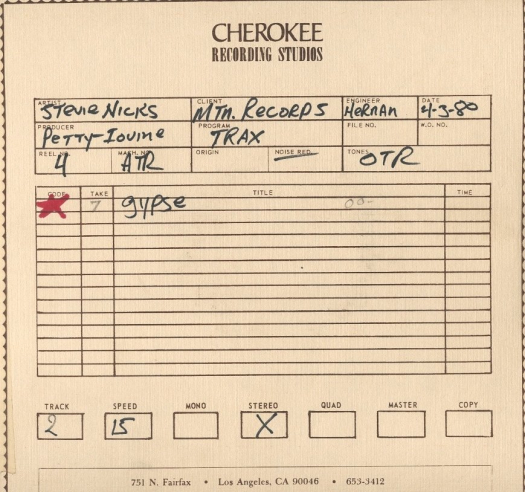 CHEROKEE
RECORDING STUDIOS
ARTIST CLIENT ENGINEER DATE
Stevie Nicks MTn. RecorDS HerNAn 4-3-80
PRODUCER PROGRAM FILE NO. W.O. NO.
Petty-Iovine TRAX
REEL NO. MACH. NO. ORIGIN NOISE RED. TONES
4 ATR OTR
CODE TAKE TITLE TIME
7 gypse
TRACK SPEED MONO STEREO QUAD MASTER COPY
2 15 X
751 N. Fairfax • Los Angeles, CA 90046 • 653-3412